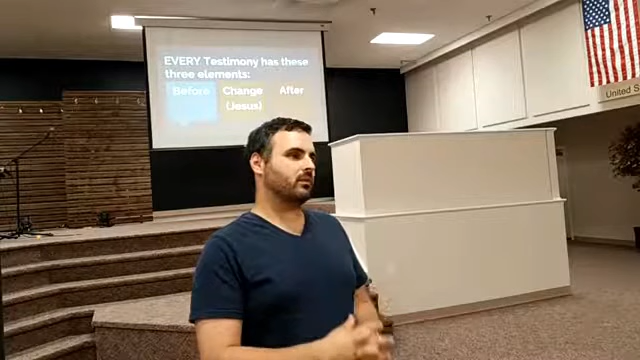 EVERY Testimony has these
three elements:
Before Change After
(Jesus)
United S